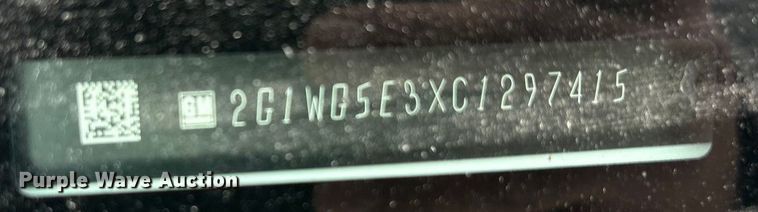 GM 2G1WG5E3XC1297415
Purple Wave Auction